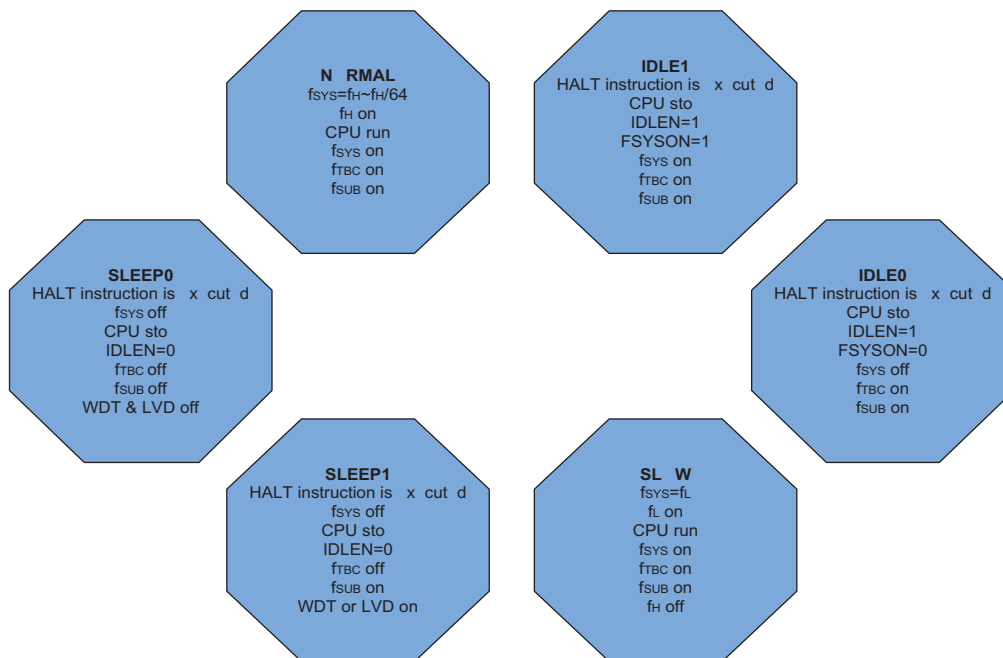 N RMAL
fSYS=fH~fH/64
fH on
CPU run
fSYS on
fTBC on
fSUB on
IDLE1
HALT instruction is x cut d
CPU sto
IDLEN=1
FSYSON=1
fSYS on
fTBC on
fSUB on
SLEEP0
HALT instruction is x cut d
fSYS off
CPU sto
IDLEN=0
fTBC off
fSUB off
WDT & LVD off
IDLE0
HALT instruction is x cut d
CPU sto
IDLEN=1
FSYSON=0
fSYS off
fTBC on
fSUB on
SLEEP1
HALT instruction is x cut d
fSYS off
CPU sto
IDLEN=0
fTBC off
fSUB on
WDT or LVD on
SL W
fSYS=fL
fL on
CPU run
fSYS on
fTBC on
fSUB on
fH off